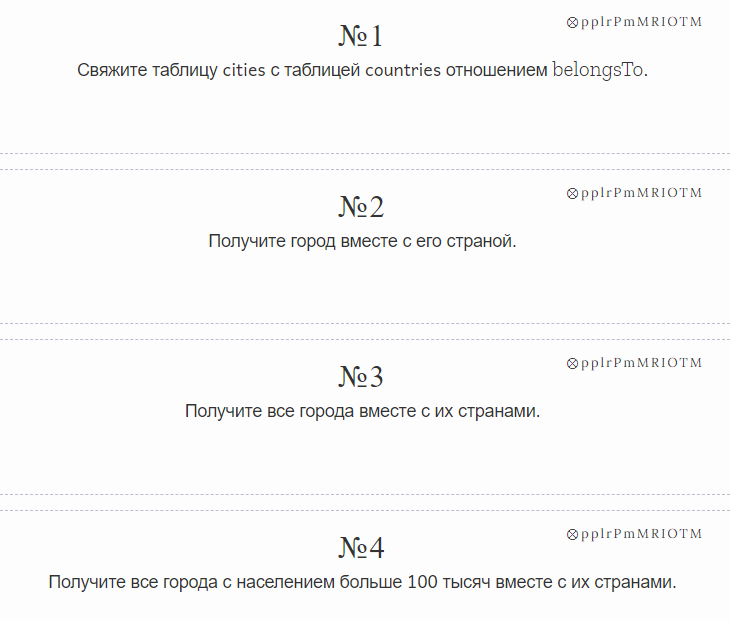 ⊗pplrPmMRIOTM
№1
Свяжите таблицу cities с таблицей countries отношением belongsTo.
⊗pplrPmMRIOTM
№2
Получите город вместе с его страной.
⊗pplrPmMRIOTM
№3
Получите все города вместе с их странами.
⊗pplrPmMRIOTM
№4
Получите все города с населением больше 100 тысяч вместе с их странами.